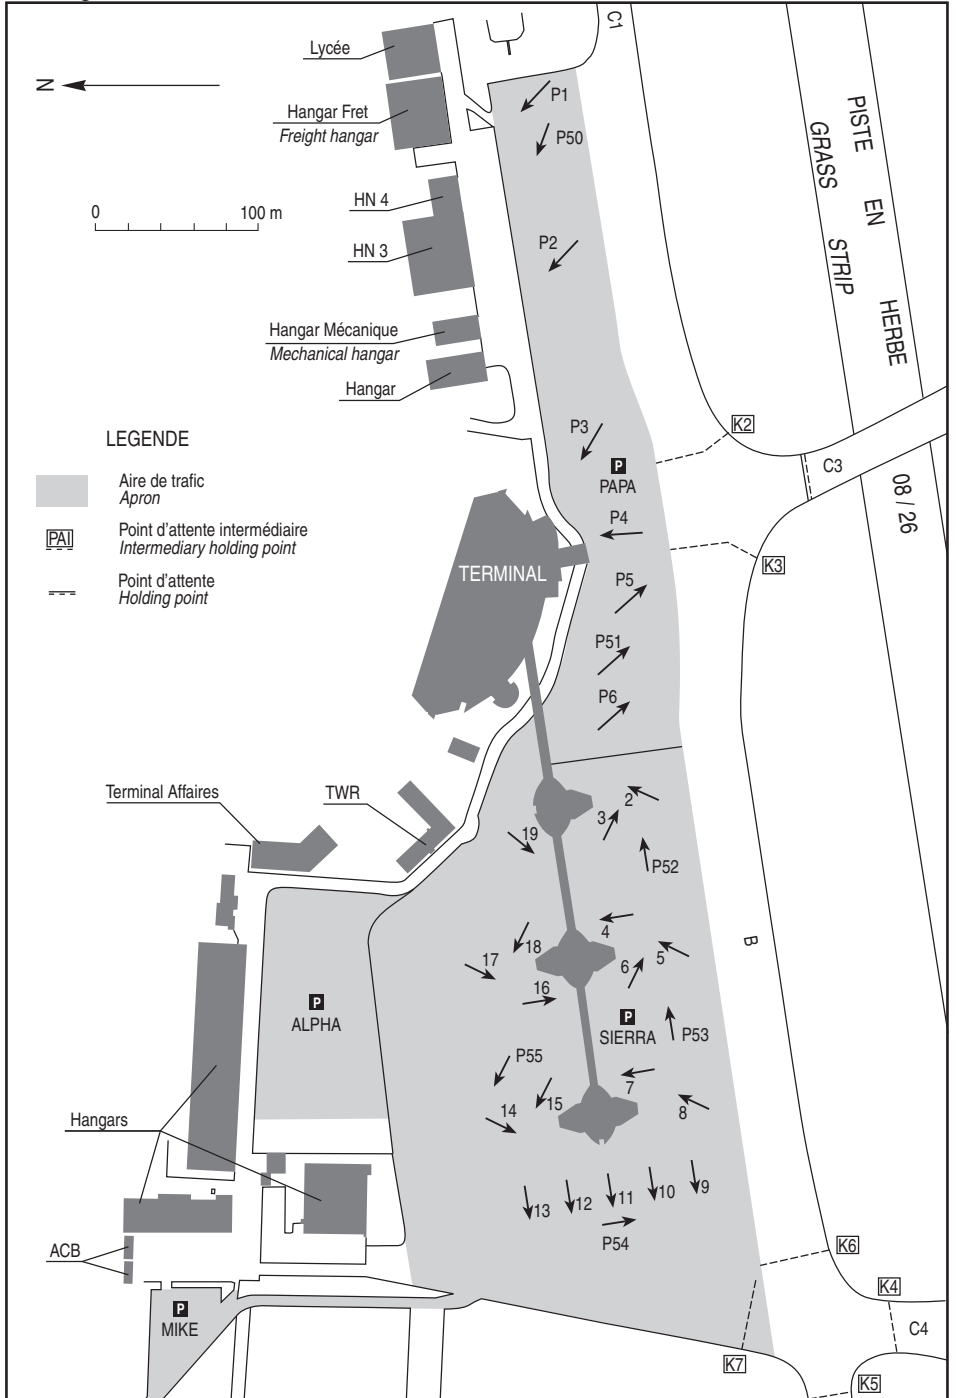 Lycée
C1
N
Hangar Fret
Freight hangar
P1
P50
PISTE EN HERBE
GRASS STRIP
HN 4
0 100 m
HN 3
P2
Hangar Mécanique
Mechanical hangar
Hangar
LEGENDE
Aire de trafic
Apron
PAI
Point d'attente intermédiaire
Intermediary holding point
Point d'attente
Holding point
P3
P
PAPA
K2
C3
08 / 26
P4
K3
TERMINAL
P5
P51
P6
Terminal Affaires
TWR
2
3
19
P52
4
18
5
17
6
16
B
P
ALPHA
P
SIERRA
P53
P55
7
15
14
8
Hangars
9
10
11
12
13
P54
ACB
K6
K4
P
MIKE
C4
K7
K5